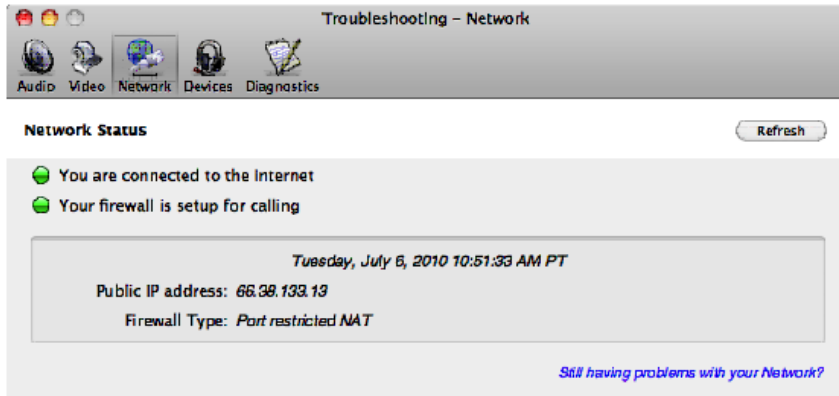 Troubleshooting – Network
Audio Video Network Devices Diagnostics
Network Status
Refresh
You are connected to the Internet
Your firewall is setup for calling
Tuesday, July 6, 2010 10:51:33 AM PT
Public IP address: 66.38.133.13
Firewall Type: Port restricted NAT
Still having problems with your Network?